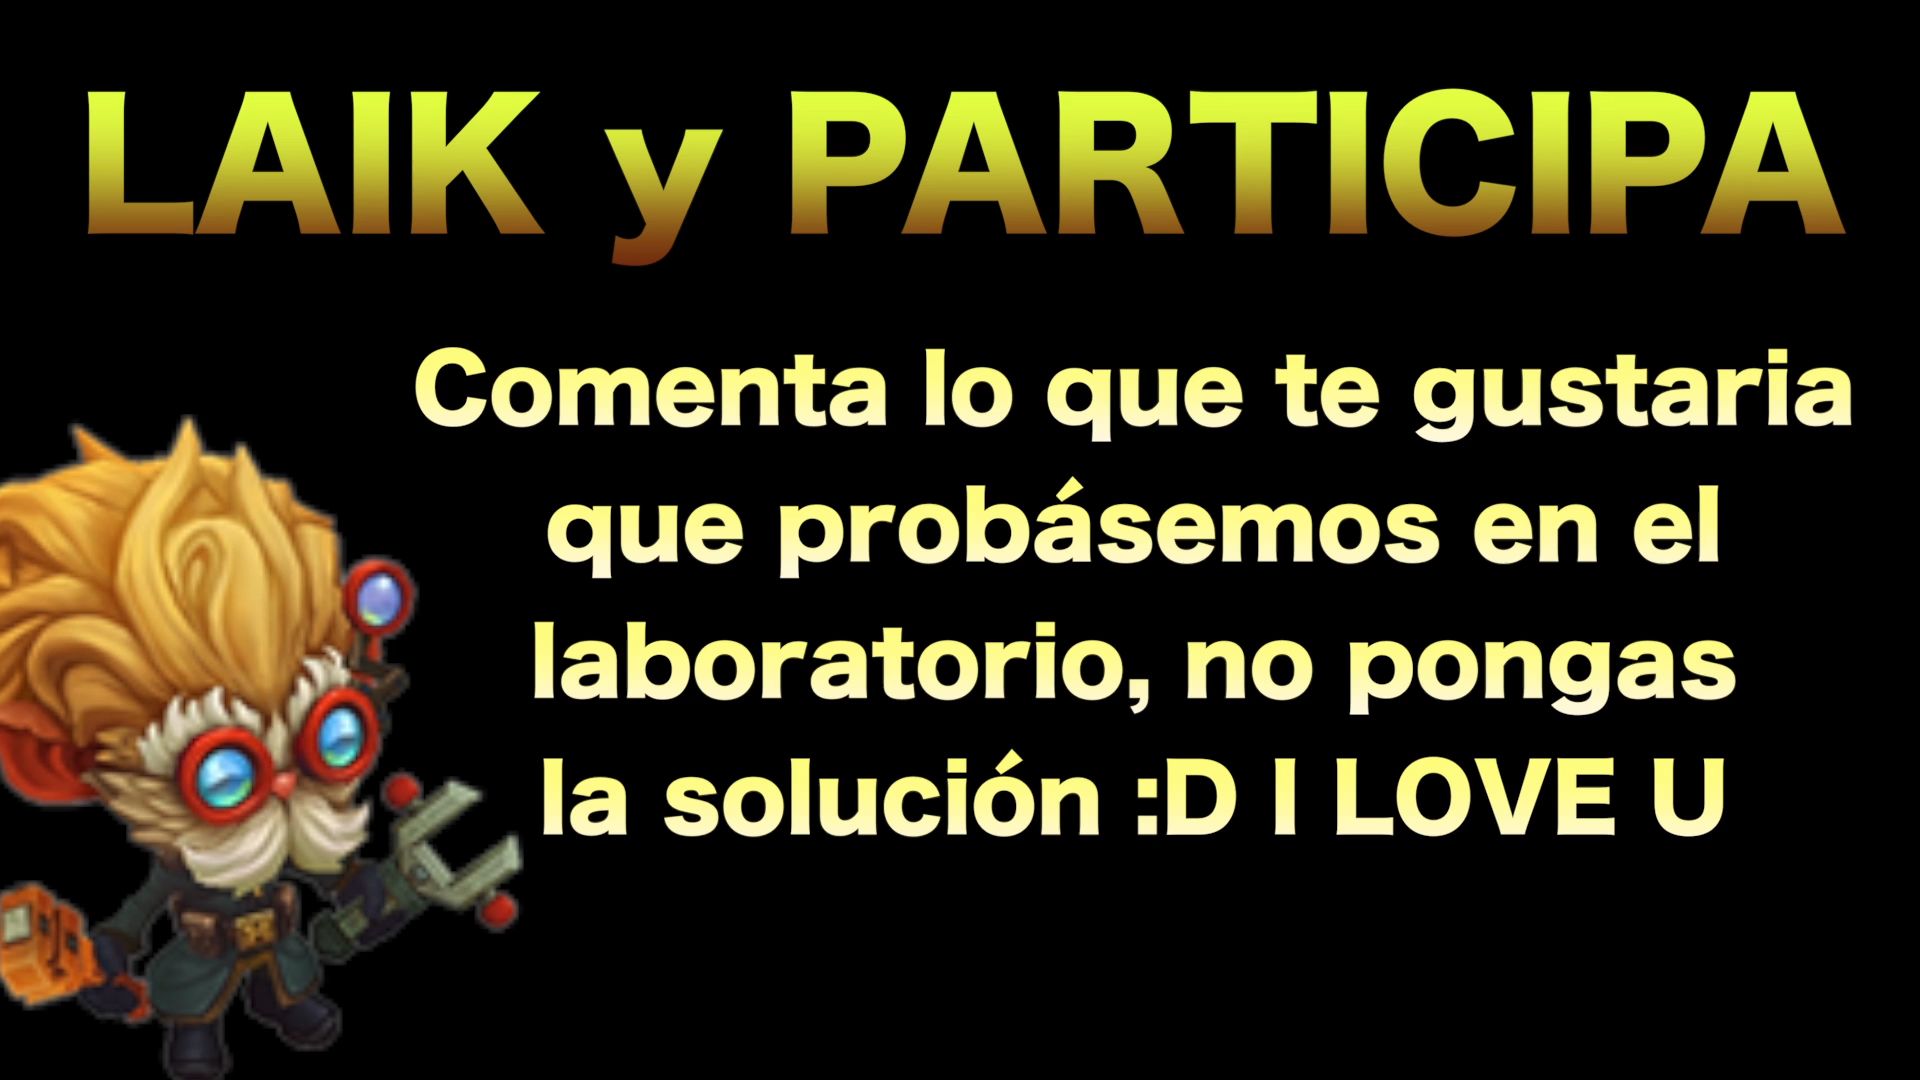 LAIK y PARTICIPA
Comenta lo que te gustaria
que probásemos en el
laboratorio, no pongas
la solución :D I LOVE U